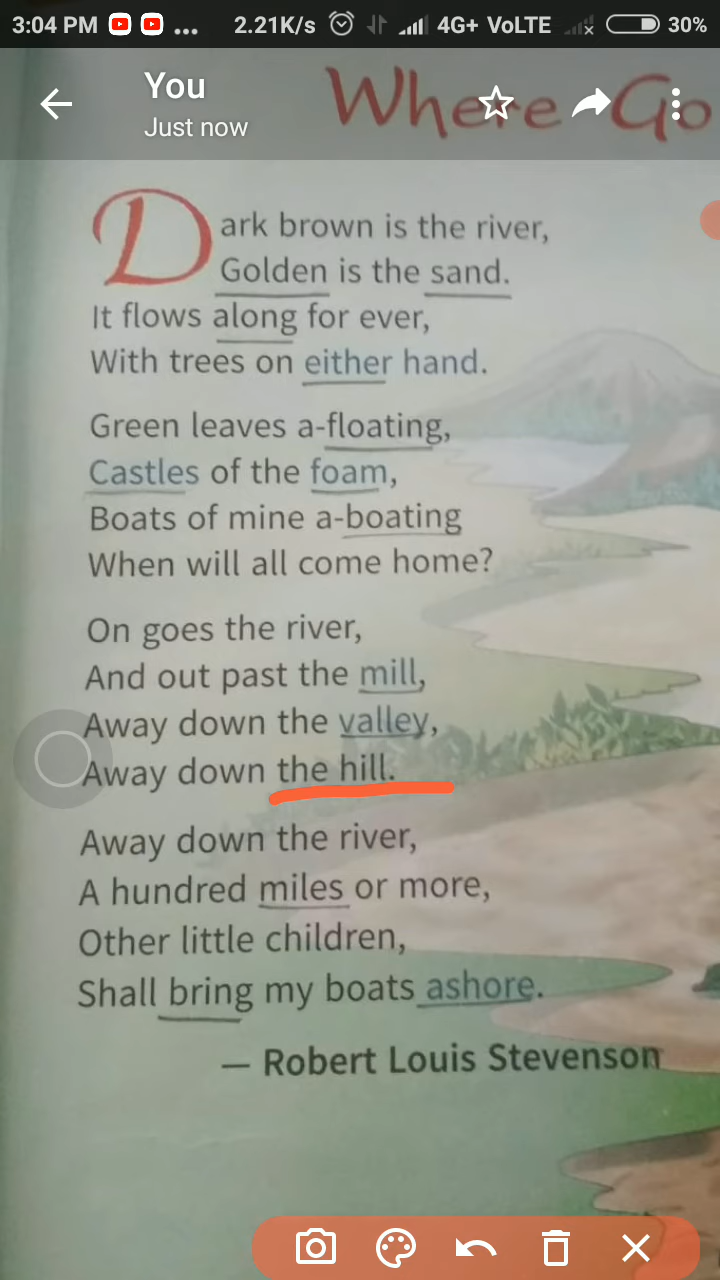 3:04 PM ... 2.21K/s 4G+ VoLTE 30%
You
Just now
Where Go
Dark brown is the river,
Golden is the sand.
It flows along for ever,
With trees on either hand.
Green leaves a-floating,
Castles of the foam,
Boats of mine a-boating
When will all come home?
On goes the river,
And out past the mill,
Away down the valley,
Away down the hill.
Away down the river,
A hundred miles or more,
Other little children,
Shall bring my boats ashore.
— Robert Louis Stevenson